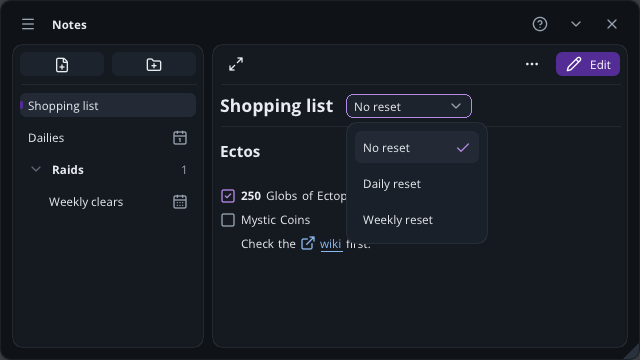 Notes
Edit
Shopping list
Dailies
Raids 1
Weekly clears
Shopping list No reset
No reset
Daily reset
Weekly reset
Ectos
250 Globs of Ectop
Mystic Coins
Check the wiki first.